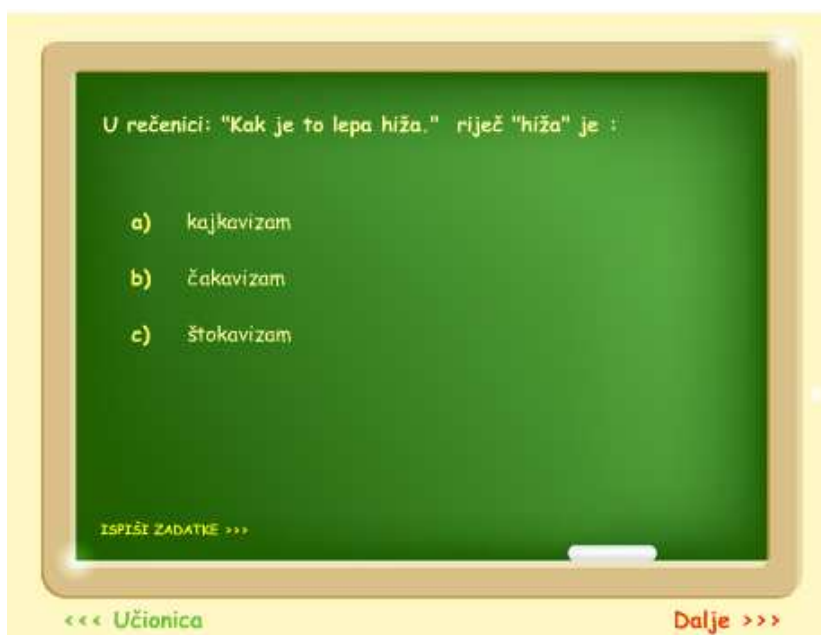 U rečenici: "Kak je to lepa hiža."  riječ "hiža" je :
a) kajkavizam
b) čakavizam
c) štokavizam
ISPIŠI ZADATKE >>>
<<< Učionica
Dalje >>>